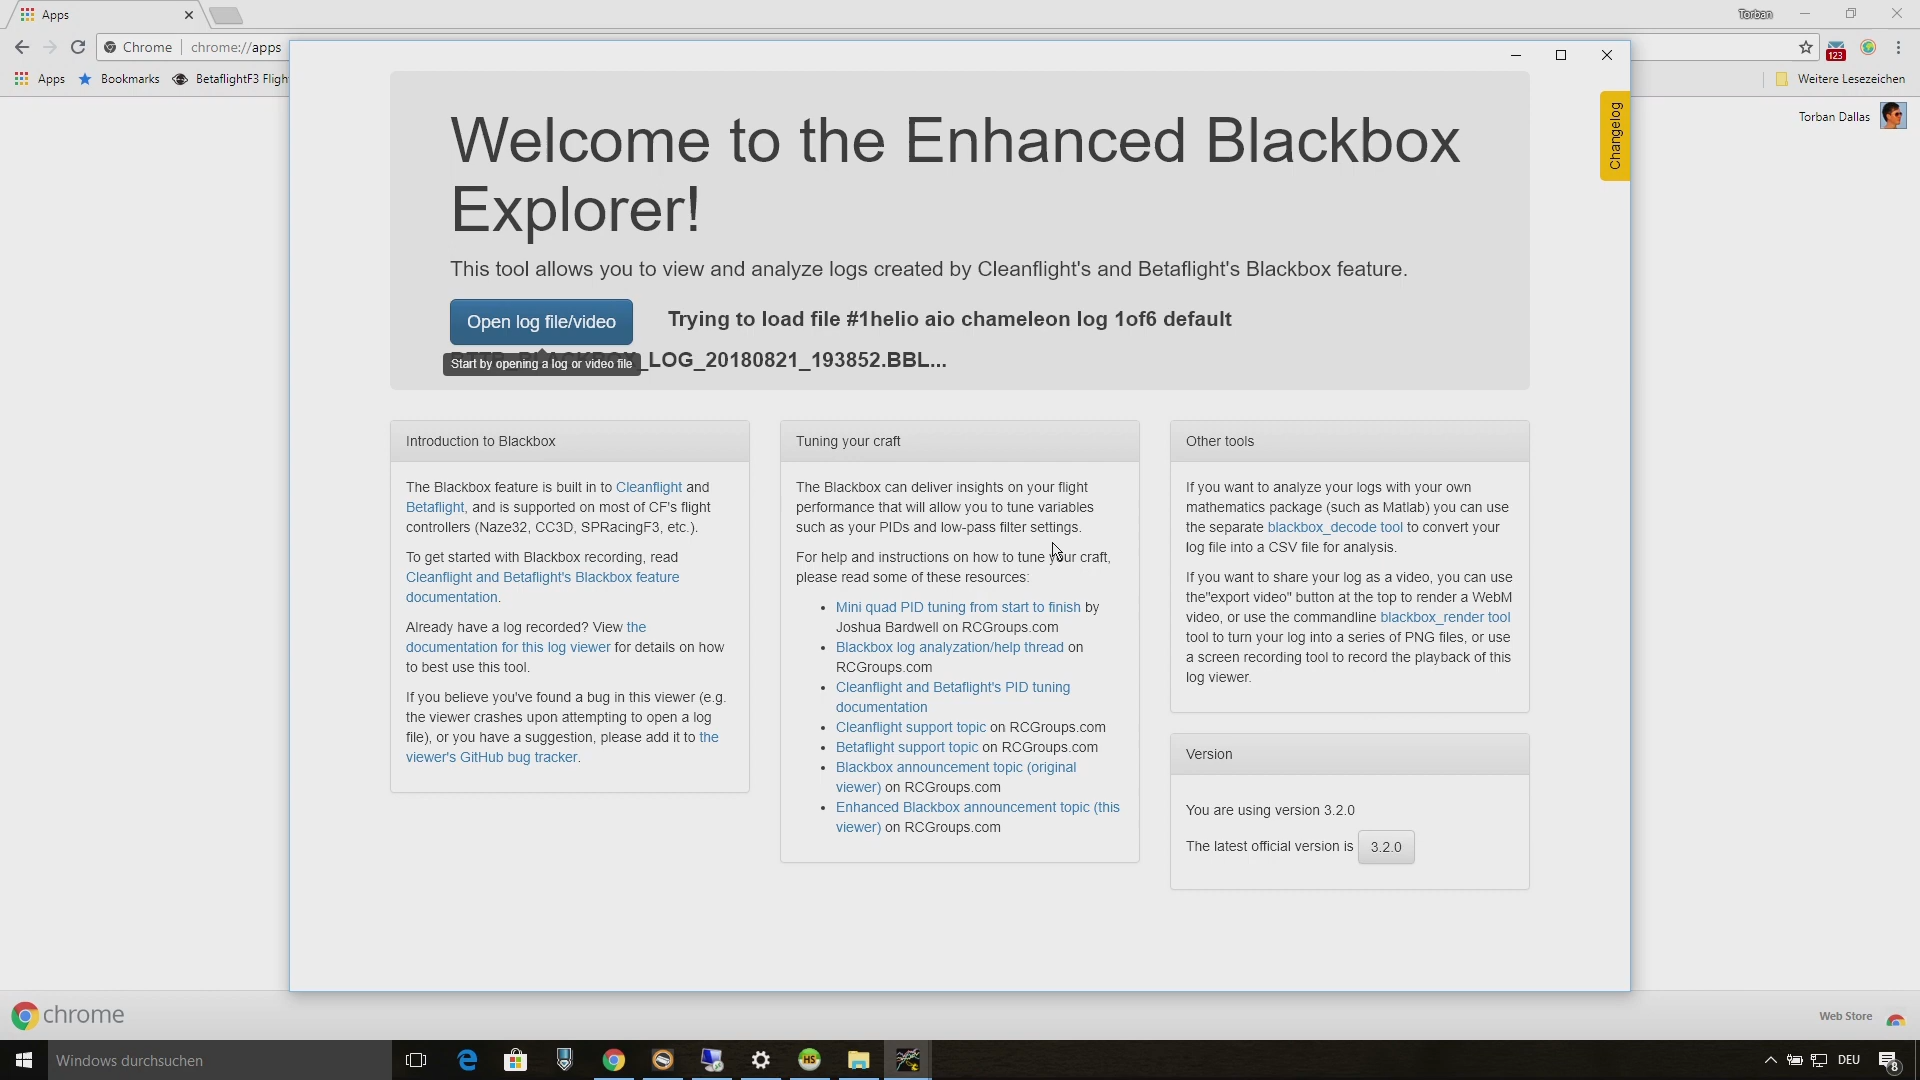 Apps
Torban
Chrome
chrome://apps
123
Apps
Bookmarks
BetaflightF3 Fligh
Weitere Lesezeichen
Torban Dallas
Changelog
Welcome to the Enhanced Blackbox
Explorer!
This tool allows you to view and analyze logs created by Cleanflight's and Betaflight's Blackbox feature.
Open log file/video
Trying to load file #1helio aio chameleon log 1of6 default
_LOG_20180821_193852.BBL...
Start by opening a log or video file
Introduction to Blackbox
The Blackbox feature is built in to Cleanflight and
Betaflight, and is supported on most of CF's flight
controllers (Naze32, CC3D, SPRacingF3, etc.).
To get started with Blackbox recording, read
Cleanflight and Betaflight's Blackbox feature
documentation.
Already have a log recorded? View the
documentation for this log viewer for details on how
to best use this tool.
If you believe you've found a bug in this viewer (e.g.
the viewer crashes upon attempting to open a log
file), or you have a suggestion, please add it to the
viewer's GitHub bug tracker.
Tuning your craft
The Blackbox can deliver insights on your flight
performance that will allow you to tune variables
such as your PIDs and low-pass filter settings.
For help and instructions on how to tune your craft,
please read some of these resources:
• Mini quad PID tuning from start to finish by
Joshua Bardwell on RCGroups.com
• Blackbox log analyzation/help thread on
RCGroups.com
• Cleanflight and Betaflight's PID tuning
documentation
• Cleanflight support topic on RCGroups.com
• Betaflight support topic on RCGroups.com
• Blackbox announcement topic (original
viewer) on RCGroups.com
• Enhanced Blackbox announcement topic (this
viewer) on RCGroups.com
Other tools
If you want to analyze your logs with your own
mathematics package (such as Matlab) you can use
the separate blackbox_decode tool to convert your
log file into a CSV file for analysis.
If you want to share your log as a video, you can use
the"export video" button at the top to render a WebM
video, or use the commandline blackbox_render tool
tool to turn your log into a series of PNG files, or use
a screen recording tool to record the playback of this
log viewer.
Version
You are using version 3.2.0
The latest official version is 3.2.0
chrome
Web Store
Windows durchsuchen
HS
DEU
8